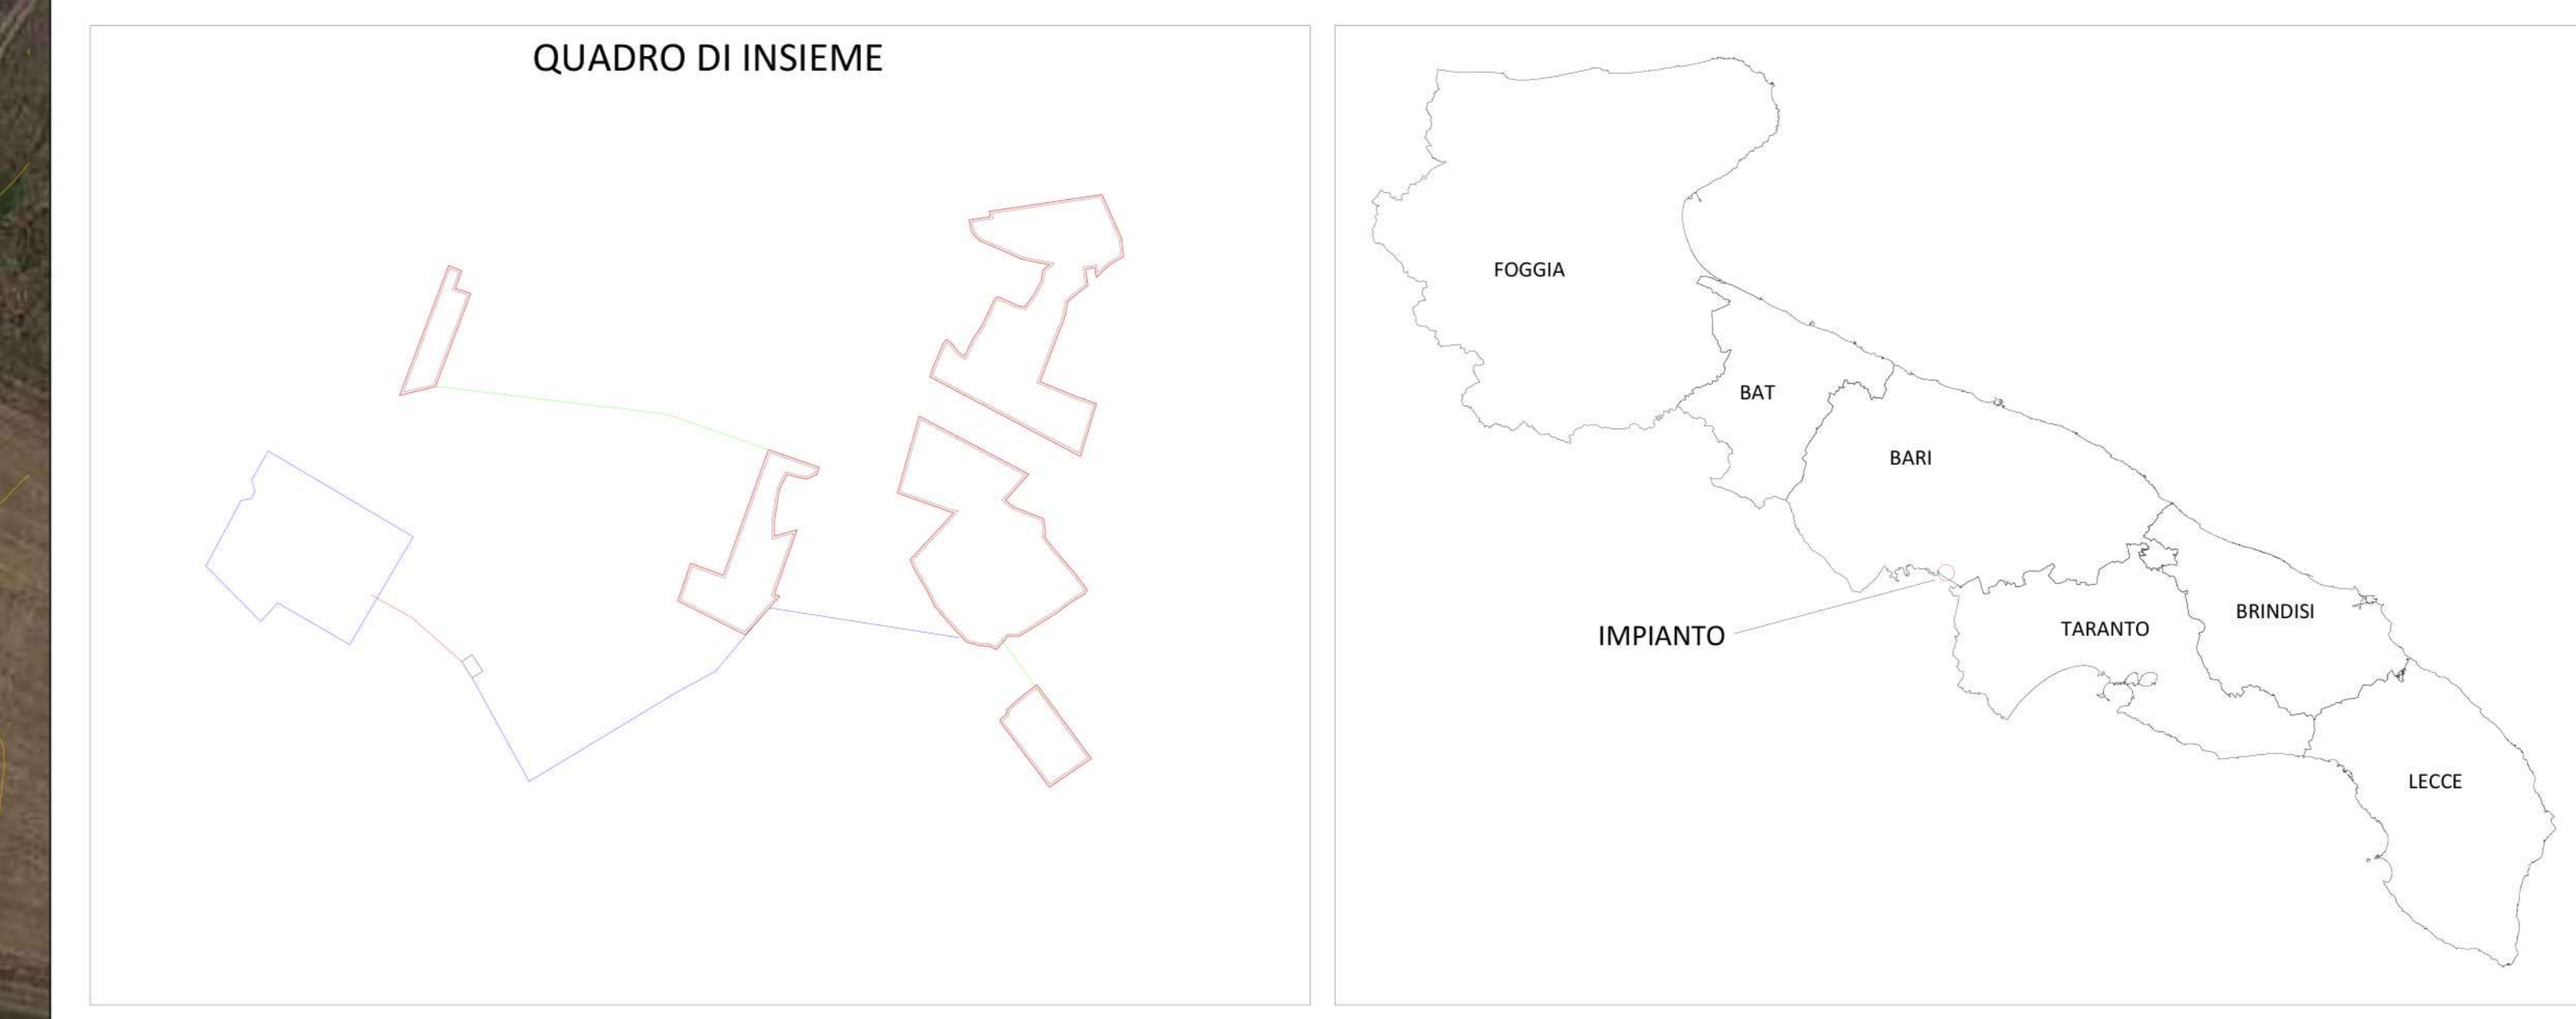 QUADRO DI INSIEME
FOGGIA
BAT
BARI
IMPIANTO
TARANTO
BRINDISI
LECCE